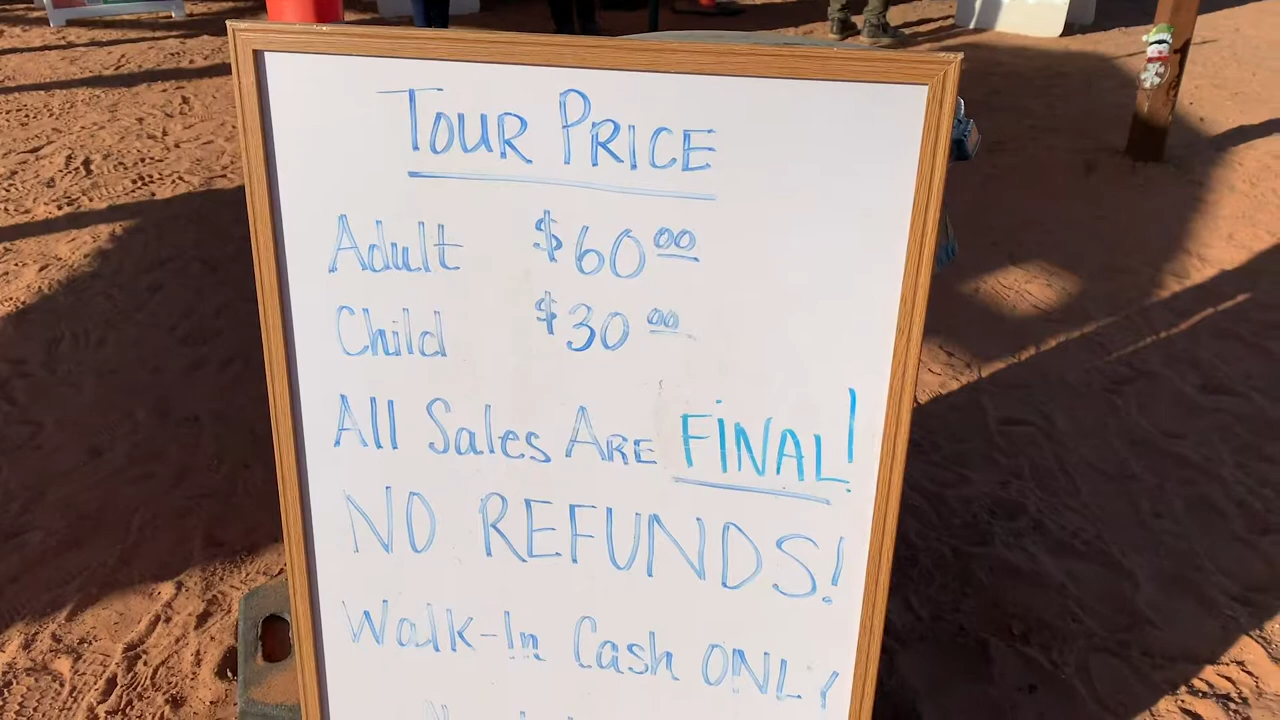 TOUR PRICE
Adult $60.00
Child $30.00
All Sales ARE FINAL!
NO REFUNDS!
Walk-In Cash ONLY